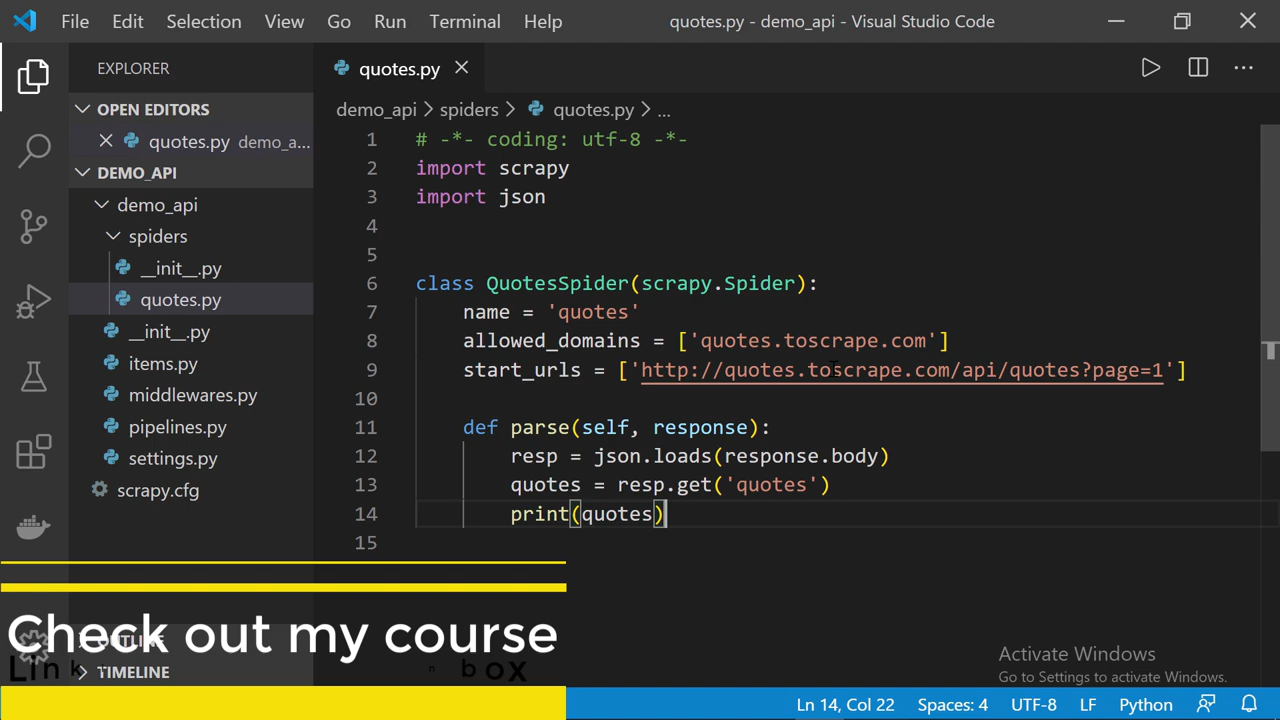 File Edit Selection View Go Run Terminal Help
quotes.py - demo_api - Visual Studio Code
EXPLORER
OPEN EDITORS
quotes.py demo_a...
DEMO_API
demo_api
spiders
__init__.py
quotes.py
__init__.py
items.py
middlewares.py
pipelines.py
settings.py
scrapy.cfg
OUTLINE
TIMELINE
quotes.py
demo_api > spiders > quotes.py > ...
1 # -*- coding: utf-8 -*-
2 import scrapy
3 import json
4
5
6 class QuotesSpider(scrapy.Spider):
7 name = 'quotes'
8 allowed_domains = ['quotes.toscrape.com']
9 start_urls = ['http://quotes.toscrape.com/api/quotes?page=1']
10
11 def parse(self, response):
12 resp = json.loads(response.body)
13 quotes = resp.get('quotes')
14 print(quotes)
15
Check out my course
Link n box
Activate Windows
Go to Settings to activate Windows.
Ln 14, Col 22 Spaces: 4 UTF-8 LF Python